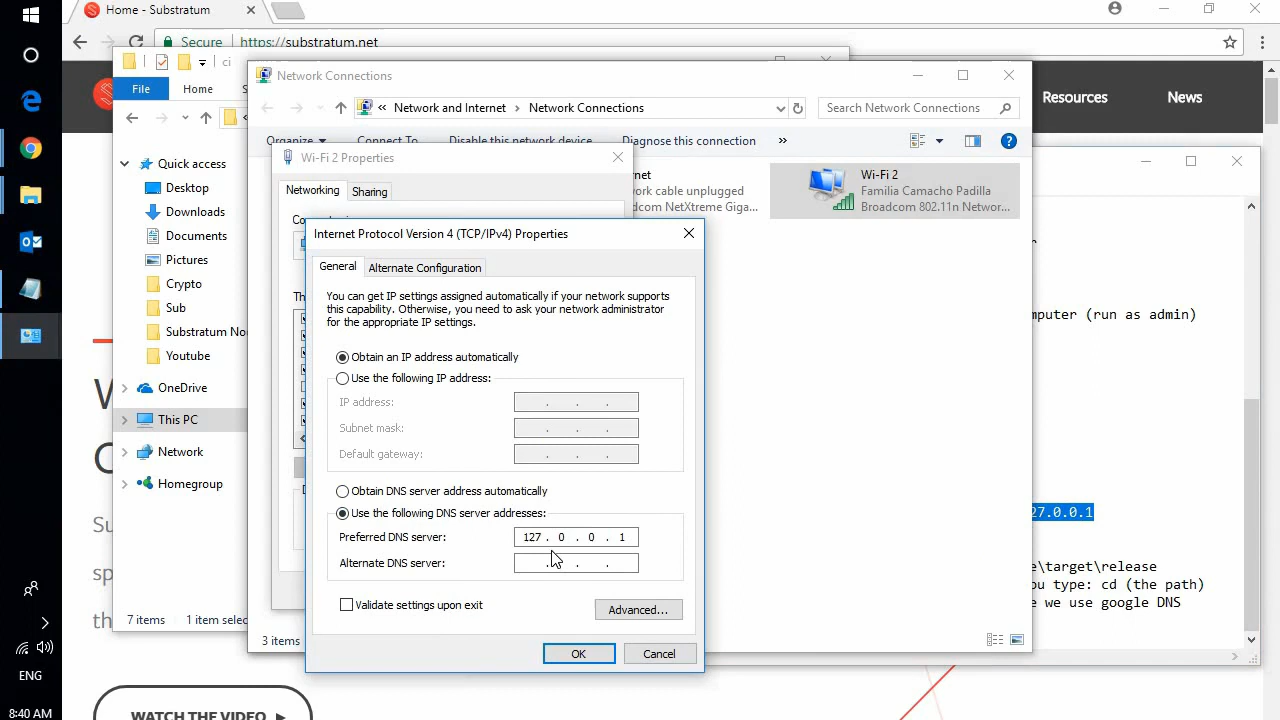 Home - Substratum
Secure
https://substratum.net
ci
File
Home
Resources
News
Network Connections
Network and Internet
Network Connections
Search Network Connections
Organize
Connect To
Disable this network device
Diagnose this connection
»
Quick access
Desktop
Downloads
Documents
Pictures
Crypto
Sub
Substratum No
Youtube
OneDrive
This PC
Network
Homegroup
7 items
1 item selec
3 items
Wi-Fi 2 Properties
Networking
Sharing
Wi-Fi 2
Familia Camacho Padilla
Broadcom 802.11n Networ...
rnet
work cable unplugged
dcom NetXtreme Giga...
Internet Protocol Version 4 (TCP/IPv4) Properties
General
Alternate Configuration
You can get IP settings assigned automatically if your network supports
this capability. Otherwise, you need to ask your network administrator
for the appropriate IP settings.
Obtain an IP address automatically
Use the following IP address:
IP address:
Subnet mask:
Default gateway:
Obtain DNS server address automatically
Use the following DNS server addresses:
Preferred DNS server:
127 . 0 . 0 . 1
Alternate DNS server:
Validate settings upon exit
Advanced...
OK
Cancel
mputer (run as admin)
27.0.0.1
e\target\release
ou type: cd (the path)
e we use google DNS
W
Su
sp
th
WATCH THE VIDEO
ENG
8:40 AM